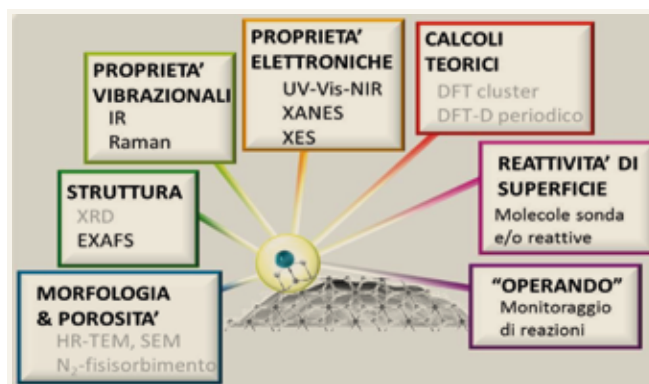 PROPRIETA'
VIBRAZIONALI
IR
Raman
PROPRIETA'
ELETTRONICHE
UV-Vis-NIR
XANES
XES
CALCOLI
TEORICI
DFT cluster
DFT-D periodico
STRUTTURA
XRD
EXAFS
REATTIVITA' DI
SUPERFICIE
Molecole sonda
e/o reattive
MORFOLOGIA
& POROSITA'
HR-TEM, SEM
N₂-fisisorbimento
"OPERANDO"
Monitoraggio
di reazioni